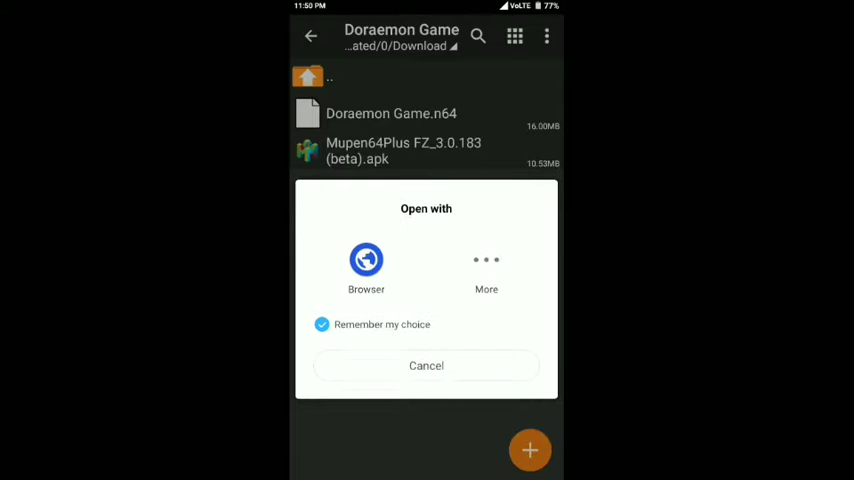 11:50 PM
VoLTE 77%
Doraemon Game
...ated/0/Download
..
Doraemon Game.n64
16.00MB
Mupen64Plus FZ_3.0.183
(beta).apk
10.53MB
Open with
Browser
More
Remember my choice
Cancel